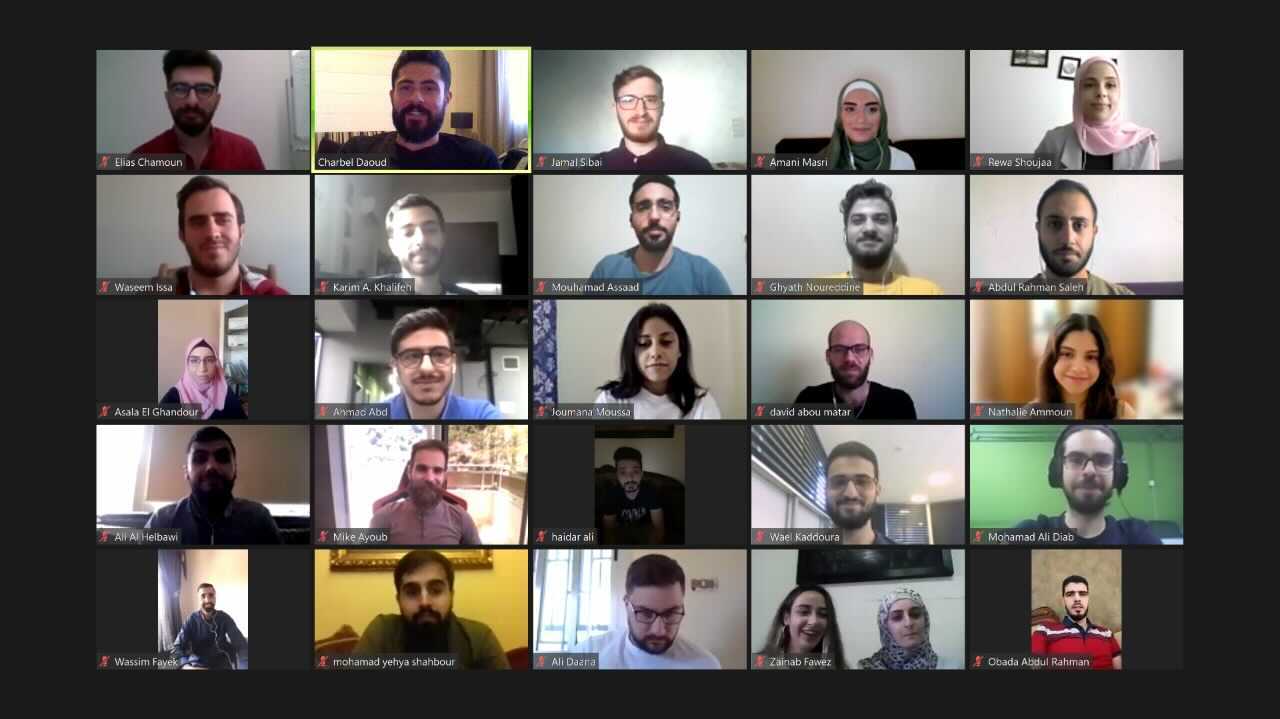 Elias Chamoun
Charbel Daoud
Jamal Sibai
Amani Masri
Rewa Shoujaa
Waseem Issa
Karim A. Khalifeh
Mouhamad Assaad
Ghyath Noureddine
Abdul Rahman Saleh
Asala El Ghandour
Ahmad Abd
Joumana Moussa
david abou matar
Nathalie Ammoun
Ali Al Helbawi
Mike Ayoub
haidar ali
Wael Kaddoura
Mohamad Ali Diab
Wassim Fayek
mohamad yehya shahbour
Ali Daana
Zainab Fawez
Obada Abdul Rahman